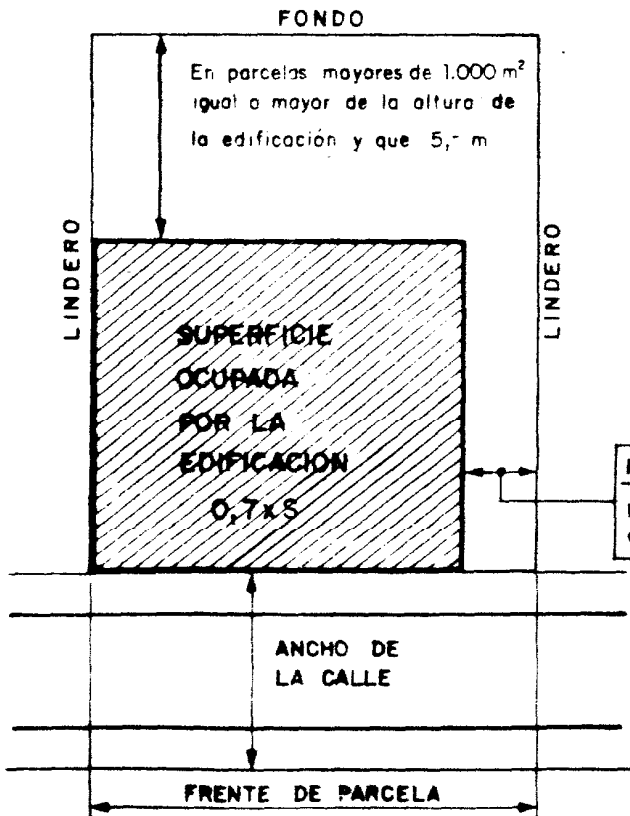 FONDO
En parcelas mayores de 1.000 m²
igual o mayor de la altura de
la edificación y que 5,- m
LINDERO
LINDERO
SUPERFICIE
OCUPADA
POR LA
EDIFICACION
0,7xS
ANCHO DE
LA CALLE
FRENTE DE PARCELA